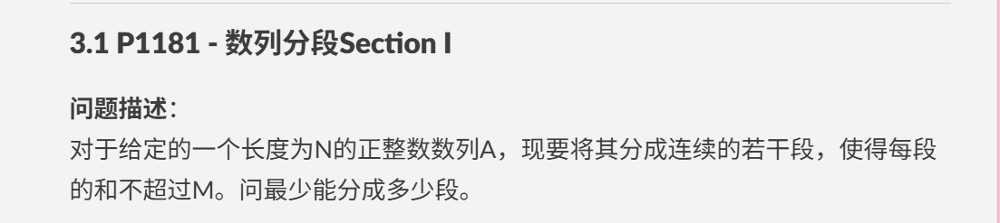 3.1 P1181 - 数列分段Section I
问题描述：
对于给定的一个长度为N的正整数数列A，现要将其分成连续的若干段，使得每段
的和不超过M。问最少能分成多少段。